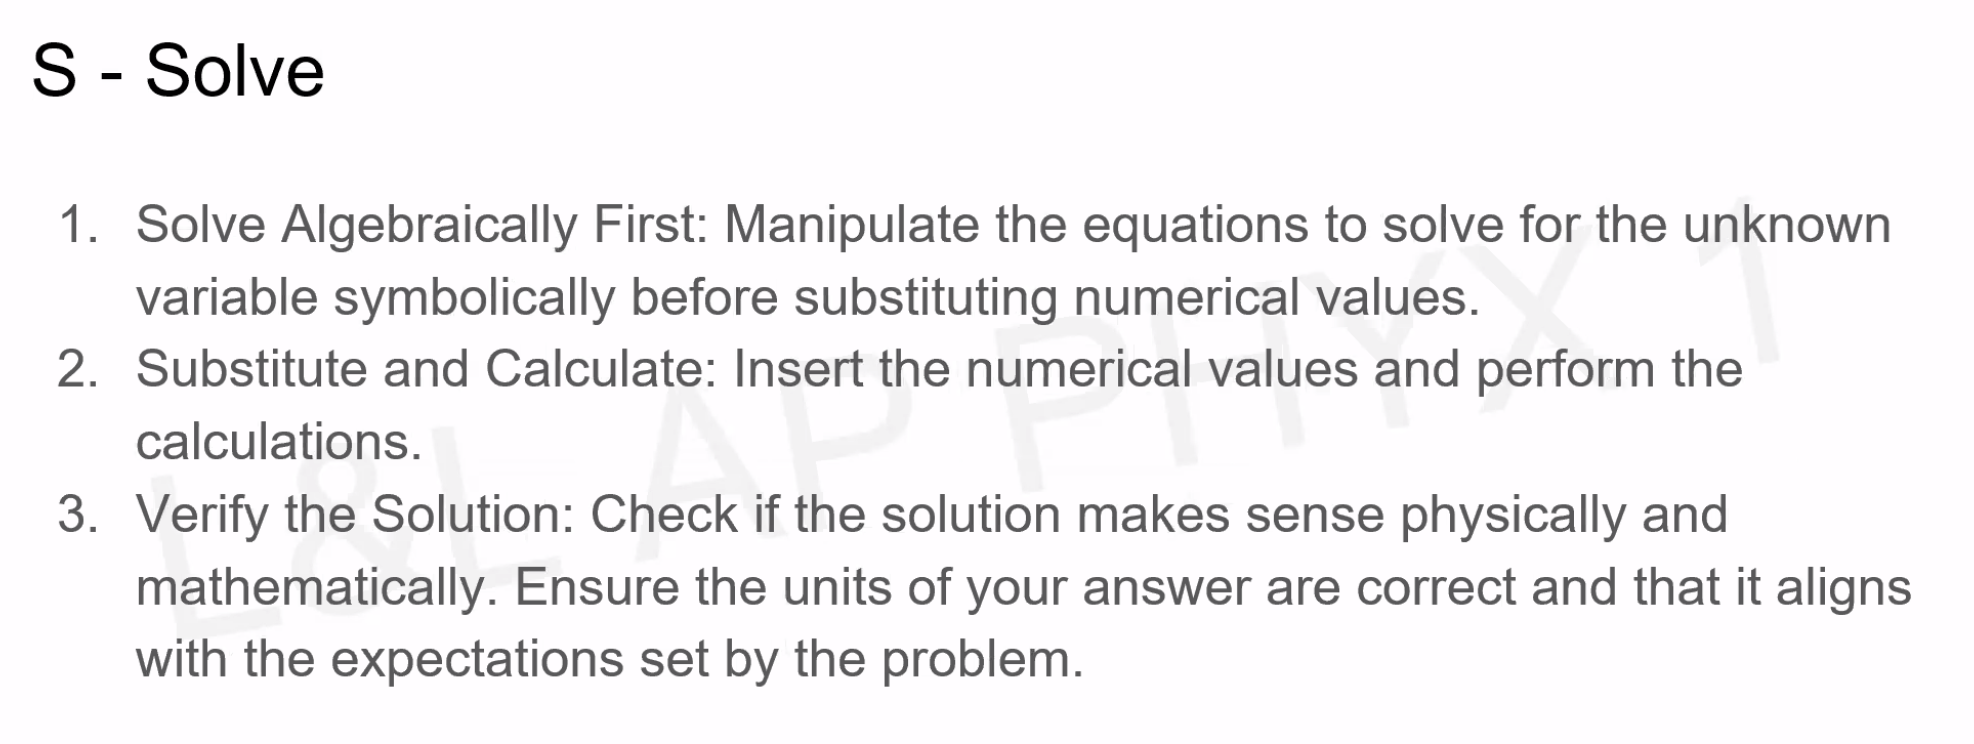 S - Solve
1. Solve Algebraically First: Manipulate the equations to solve for the unknown
variable symbolically before substituting numerical values.
2. Substitute and Calculate: Insert the numerical values and perform the
calculations.
3. Verify the Solution: Check if the solution makes sense physically and
mathematically. Ensure the units of your answer are correct and that it aligns
with the expectations set by the problem.
L&L AP PHYX 1